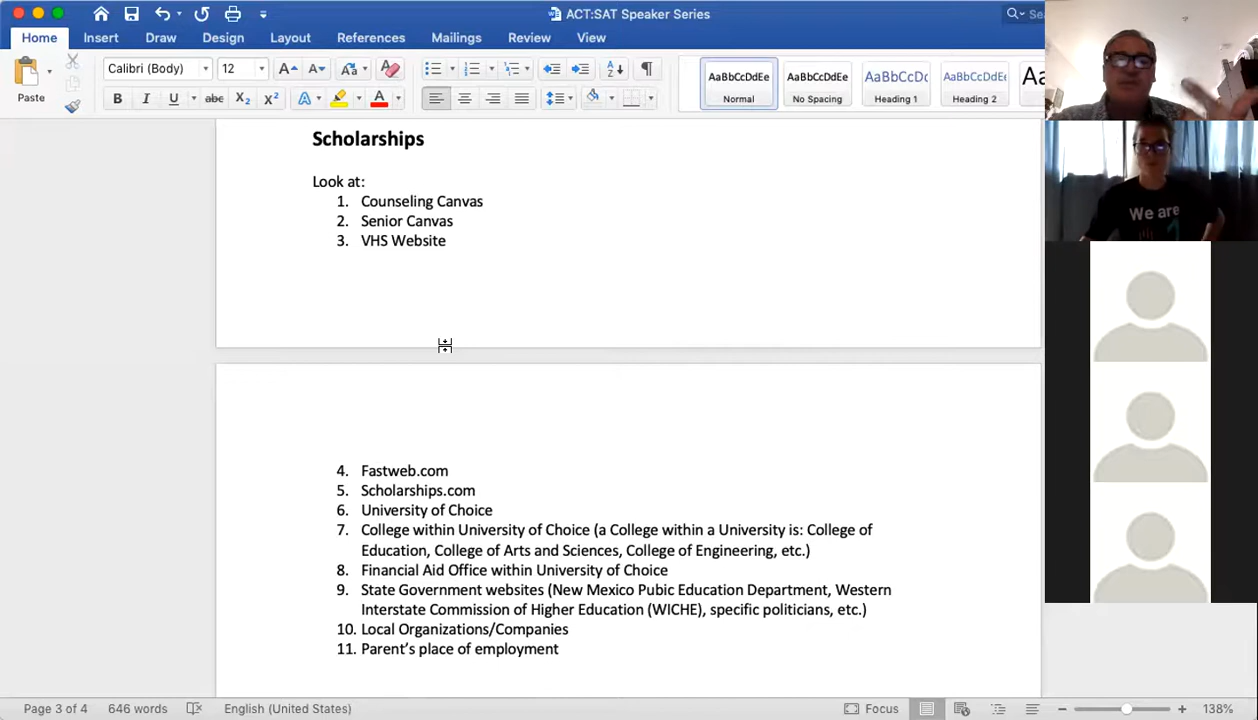 ACT:SAT Speaker Series
Home Insert Draw Design Layout References Mailings Review View
Paste
Calibri (Body) 12
AaBbCcDdEe
Normal
AaBbCcDdEe
No Spacing
AaBbCcDc
Heading 1
AaBbCcDdEe
Heading 2
Scholarships
Look at:
1. Counseling Canvas
2. Senior Canvas
3. VHS Website
4. Fastweb.com
5. Scholarships.com
6. University of Choice
7. College within University of Choice (a College within a University is: College of
Education, College of Arts and Sciences, College of Engineering, etc.)
8. Financial Aid Office within University of Choice
9. State Government websites (New Mexico Pubic Education Department, Western
Interstate Commission of Higher Education (WICHE), specific politicians, etc.)
10. Local Organizations/Companies
11. Parent's place of employment
We are
Page 3 of 4 646 words English (United States) Focus 138%